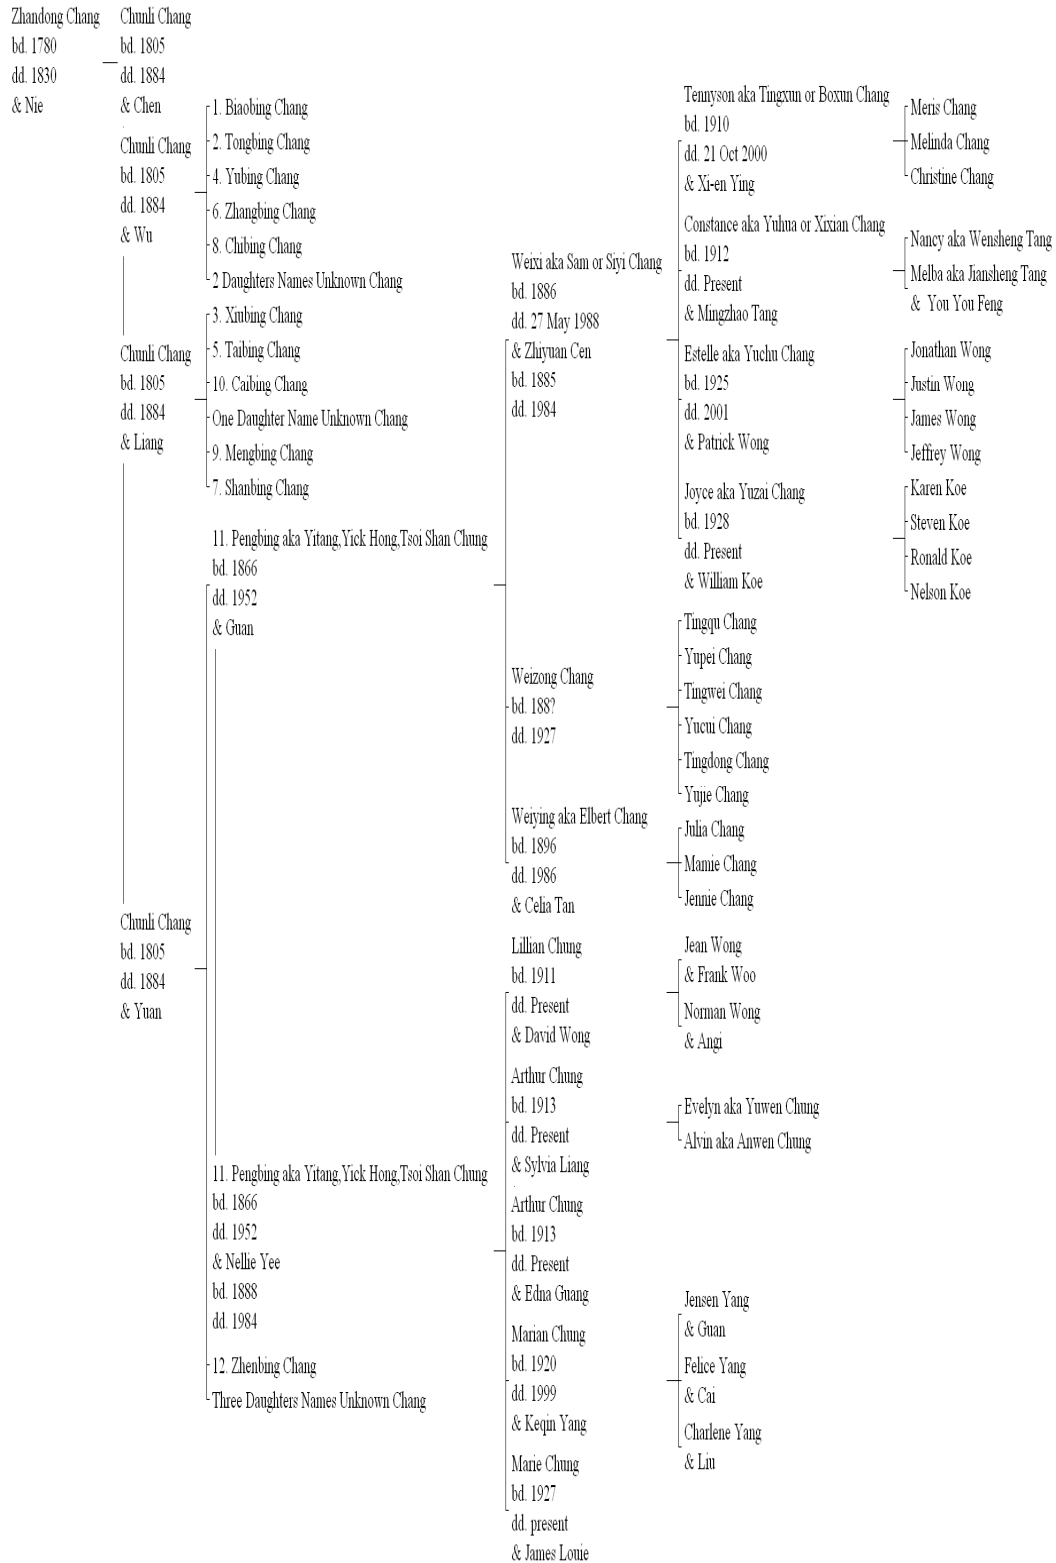 Zhandong Chang
bd. 1780
dd. 1830
& Nie
Chunli Chang
bd. 1805
dd. 1884
& Chen
Chunli Chang
bd. 1805
dd. 1884
& Wu
1. Biaobing Chang
2. Tongbing Chang
4. Yubing Chang
6. Zhangbing Chang
8. Chibing Chang
2 Daughters Names Unknown Chang
Chunli Chang
bd. 1805
dd. 1884
& Liang
3. Xiubing Chang
5. Taibing Chang
10. Caibing Chang
One Daughter Name Unknown Chang
9. Mengbing Chang
7. Shanbing Chang
Chunli Chang
bd. 1805
dd. 1884
& Yuan
11. Pengbing aka Yitang,Yick Hong,Tsoi Shan Chung
bd. 1866
dd. 1952
& Guan
Weixi aka Sam or Siyi Chang
bd. 1886
dd. 27 May 1988
& Zhiyuan Cen
bd. 1885
dd. 1984
Tennyson aka Tingxun or Boxun Chang
bd. 1910
dd. 21 Oct 2000
& Xi-en Ying
Meris Chang
Melinda Chang
Christine Chang
Constance aka Yuhua or Xixian Chang
bd. 1912
dd. Present
& Mingzhao Tang
Nancy aka Wensheng Tang
Melba aka Jiansheng Tang
& You You Feng
Estelle aka Yuchu Chang
bd. 1925
dd. 2001
& Patrick Wong
Jonathan Wong
Justin Wong
James Wong
Jeffrey Wong
Joyce aka Yuzai Chang
bd. 1928
dd. Present
& William Koe
Karen Koe
Steven Koe
Ronald Koe
Nelson Koe
Weizong Chang
bd. 188?
dd. 1927
Tingqu Chang
Yupei Chang
Tingwei Chang
Yucui Chang
Tingdong Chang
Yujie Chang
Weiying aka Elbert Chang
bd. 1896
dd. 1986
& Celia Tan
Julia Chang
Mamie Chang
Jennie Chang
11. Pengbing aka Yitang,Yick Hong,Tsoi Shan Chung
bd. 1866
dd. 1952
& Nellie Yee
bd. 1888
dd. 1984
Lillian Chung
bd. 1911
dd. Present
& David Wong
Jean Wong
& Frank Woo
Norman Wong
& Angi
Arthur Chung
bd. 1913
dd. Present
& Sylvia Liang
Evelyn aka Yuwen Chung
Alvin aka Anwen Chung
Arthur Chung
bd. 1913
dd. Present
& Edna Guang
Marian Chung
bd. 1920
dd. 1999
& Keqin Yang
Jensen Yang
& Guan
Felice Yang
& Cai
Charlene Yang
& Liu
Marie Chung
bd. 1927
dd. present
& James Louie
12. Zhenbing Chang
Three Daughters Names Unknown Chang